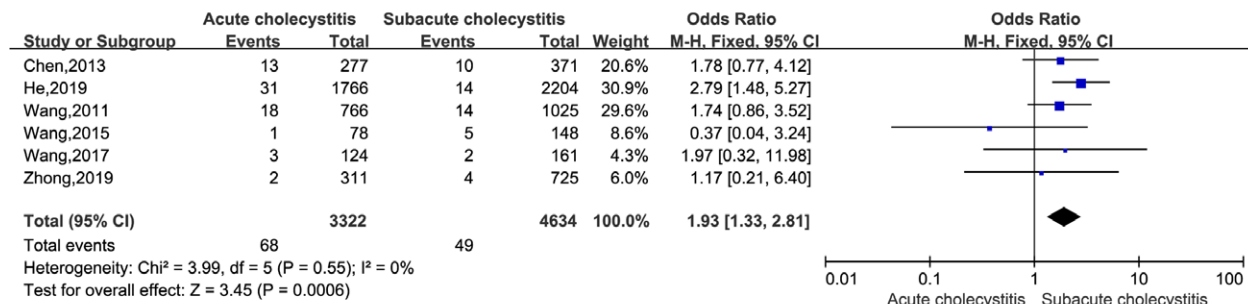 Acute cholecystitis Subacute cholecystitis Odds Ratio Odds Ratio
Study or Subgroup Events Total Events Total Weight M-H, Fixed, 95% CI M-H, Fixed, 95% CI
Chen,2013 13 277 10 371 20.6% 1.78 [0.77, 4.12]
He,2019 31 1766 14 2204 30.9% 2.79 [1.48, 5.27]
Wang,2011 18 766 14 1025 29.6% 1.74 [0.86, 3.52]
Wang,2015 1 78 5 148 8.6% 0.37 [0.04, 3.24]
Wang,2017 3 124 2 161 4.3% 1.97 [0.32, 11.98]
Zhong,2019 2 311 4 725 6.0% 1.17 [0.21, 6.40]
Total (95% CI) 3322 4634 100.0% 1.93 [1.33, 2.81]
Total events 68 49
Heterogeneity: Chi² = 3.99, df = 5 (P = 0.55); I² = 0%
Test for overall effect: Z = 3.45 (P = 0.0006)
0.01 0.1 1 10 100
Acute cholecystitis Subacute cholecystitis